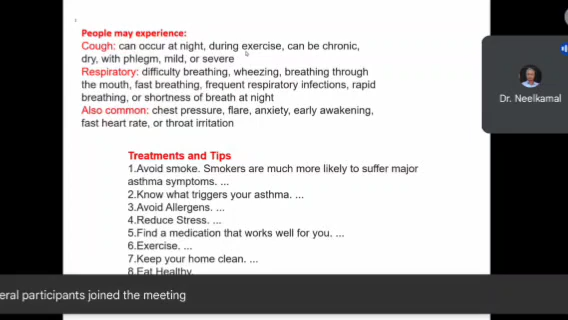 People may experience:
Cough: can occur at night, during exercise, can be chronic,
dry, with phlegm, mild, or severe
Respiratory: difficulty breathing, wheezing, breathing through
the mouth, fast breathing, frequent respiratory infections, rapid
breathing, or shortness of breath at night
Also common: chest pressure, flare, anxiety, early awakening,
fast heart rate, or throat irritation
Dr. Neelkamal
Treatments and Tips
1.Avoid smoke. Smokers are much more likely to suffer major
asthma symptoms. ...
2.Know what triggers your asthma. ...
3.Avoid Allergens. ...
4.Reduce Stress. ...
5.Find a medication that works well for you. ...
6.Exercise. ...
7.Keep your home clean. ...
8.Eat Healthy.
eral participants joined the meeting